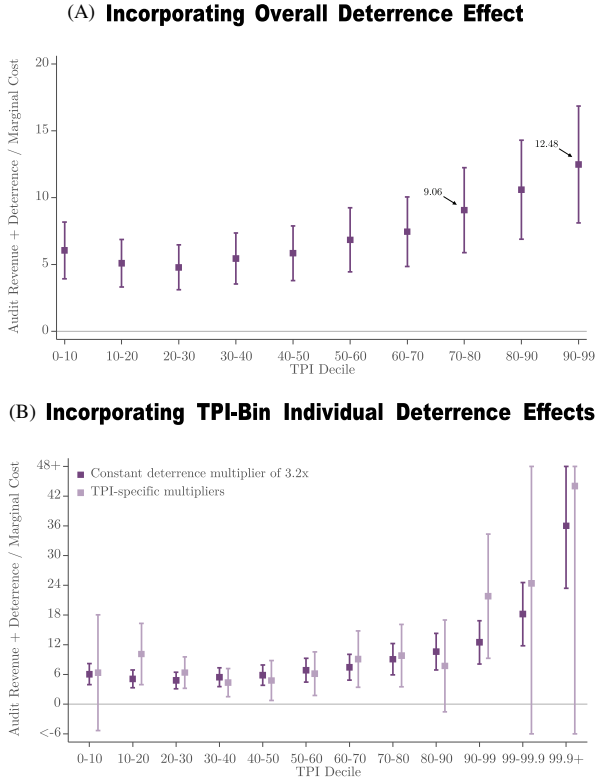 (A) Incorporating Overall Deterrence Effect
Audit Revenue + Deterrence / Marginal Cost
20
15
10
5
0
9.06
12.48
0-10 10-20 20-30 30-40 40-50 50-60 60-70 70-80 80-90 90-99
TPI Decile
(B) Incorporating TPI-Bin Individual Deterrence Effects
Audit Revenue + Deterrence / Marginal Cost
48+
42
36
30
24
18
12
6
0
<-6
Constant deterrence multiplier of 3.2x
TPI-specific multipliers
0-10 10-20 20-30 30-40 40-50 50-60 60-70 70-80 80-90 90-99 99-99.9 99.9+
TPI Decile